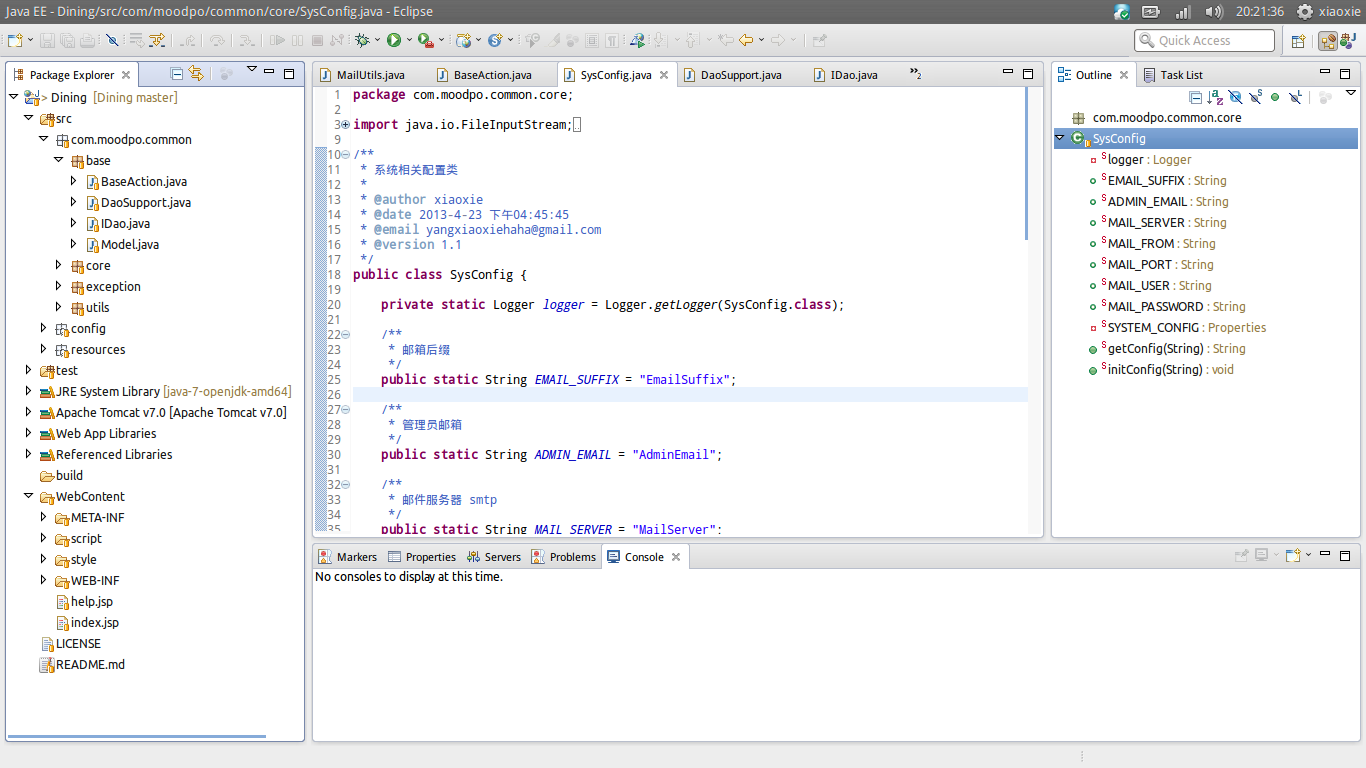 Java EE - Dining/src/com/moodpo/common/core/SysConfig.java - Eclipse
20:21:36
xiaoxie
Quick Access
Package Explorer
> Dining [Dining master]
src
com.moodpo.common
base
BaseAction.java
DaoSupport.java
IDao.java
Model.java
core
exception
utils
config
resources
test
JRE System Library [java-7-openjdk-amd64]
Apache Tomcat v7.0 [Apache Tomcat v7.0]
Web App Libraries
Referenced Libraries
build
WebContent
META-INF
script
style
WEB-INF
help.jsp
index.jsp
LICENSE
README.md
MailUtils.java
BaseAction.java
SysConfig.java
DaoSupport.java
IDao.java
»2
1 package com.moodpo.common.core;
2
3 import java.io.FileInputStream;
9
10 /**
11 * 系统相关配置类
12 *
13 * @author xiaoxie
14 * @date 2013-4-23 下午04:45:45
15 * @email yangxiaoxiehaha@gmail.com
16 * @version 1.1
17 */
18 public class SysConfig {
19
20 private static Logger logger = Logger.getLogger(SysConfig.class);
21
22 /**
23 * 邮箱后缀
24 */
25 public static String EMAIL_SUFFIX = "EmailSuffix";
26
27 /**
28 * 管理员邮箱
29 */
30 public static String ADMIN_EMAIL = "AdminEmail";
31
32 /**
33 * 邮件服务器 smtp
34 */
35 public static String MAIL_SERVER = "MailServer";
Outline
Task List
com.moodpo.common.core
SysConfig
logger : Logger
EMAIL_SUFFIX : String
ADMIN_EMAIL : String
MAIL_SERVER : String
MAIL_FROM : String
MAIL_PORT : String
MAIL_USER : String
MAIL_PASSWORD : String
SYSTEM_CONFIG : Properties
getConfig(String) : String
initConfig(String) : void
Markers
Properties
Servers
Problems
Console
No consoles to display at this time.